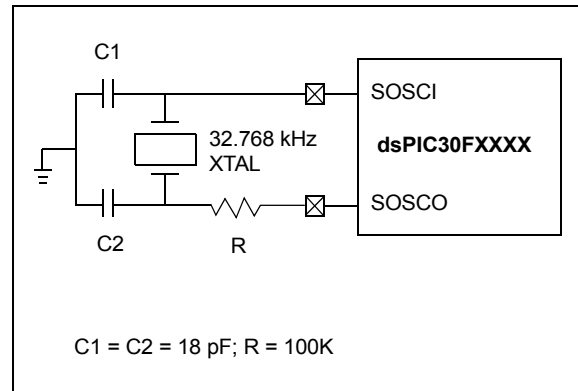 C1
SOSCI
32.768 kHz
XTAL
dsPIC30FXXXX
SOSCO
C2
R
C1 = C2 = 18 pF; R = 100K